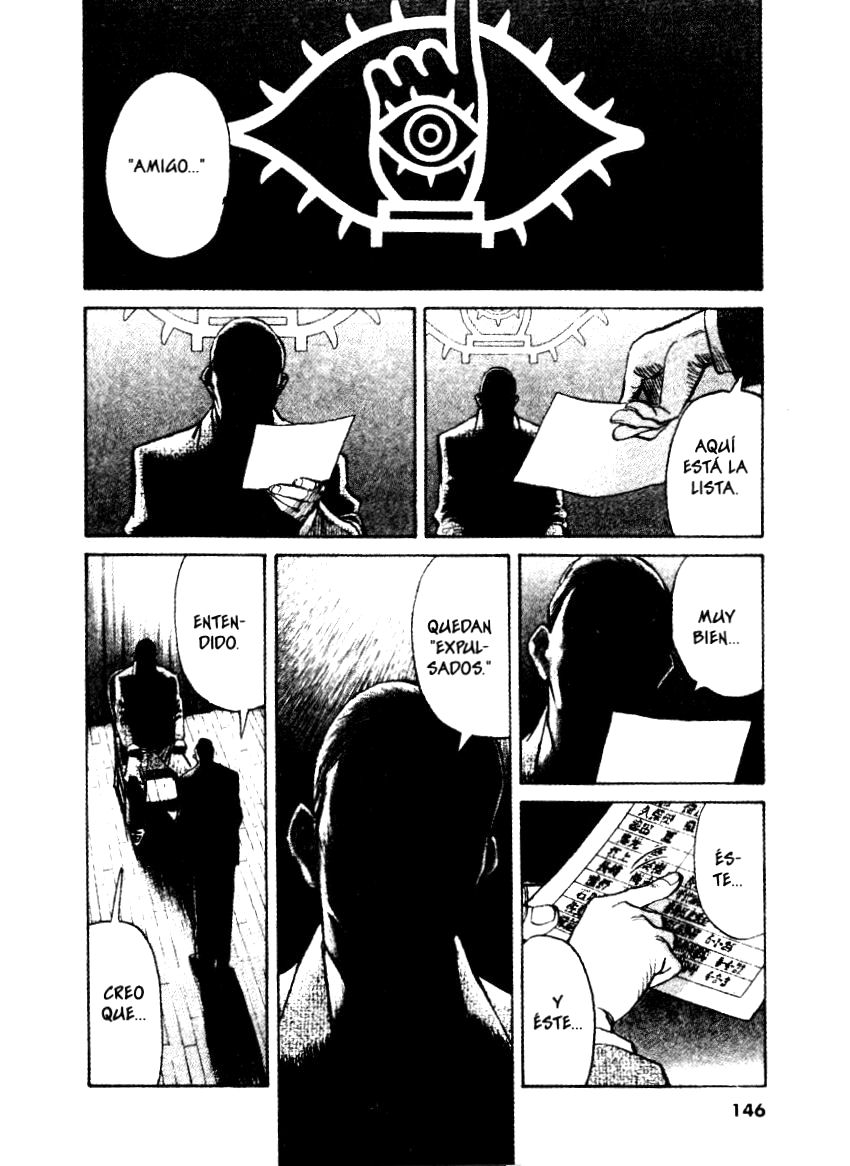 "AMIGO..."
AQUÍ
ESTÁ LA
LISTA.
MUY
BIEN...
ÉS-
TE...
Y
ÉSTE...
QUEDAN
"EXPUL-
SADOS."
ENTEN-
DIDO.
CREO
QUE...
146